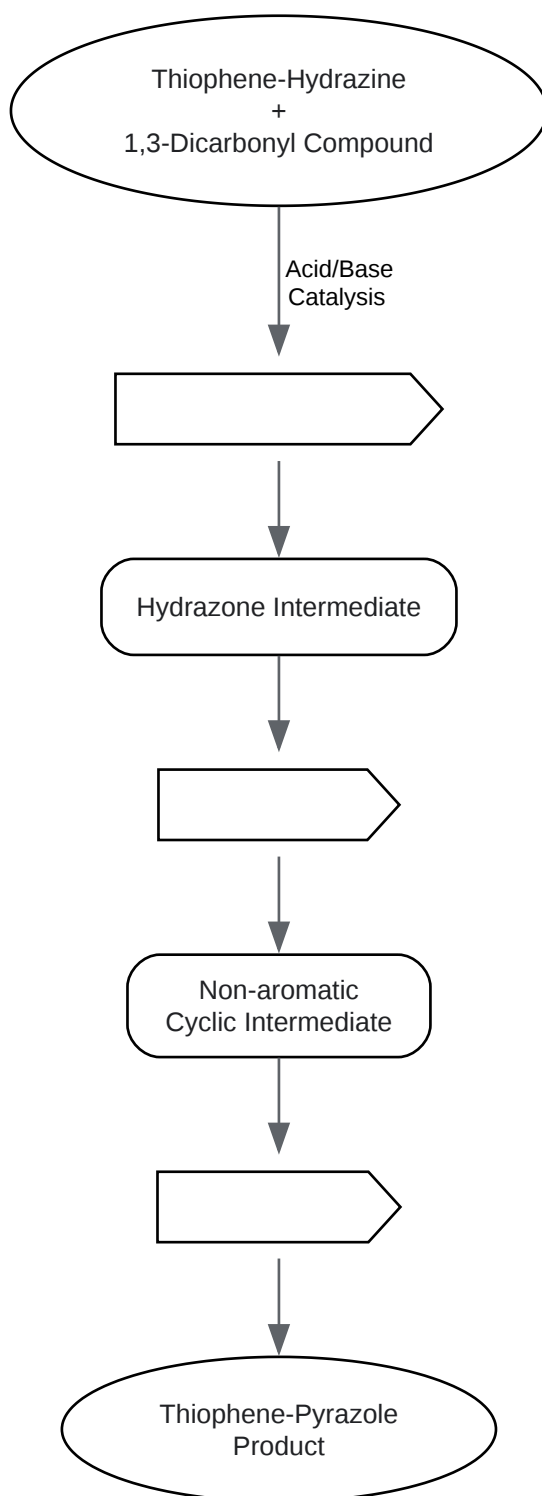 Thiophene-Hydrazine
+
1,3-Dicarbonyl Compound
Acid/Base
Catalysis
Hydrazone Intermediate
Non-aromatic
Cyclic Intermediate
Thiophene-Pyrazole
Product